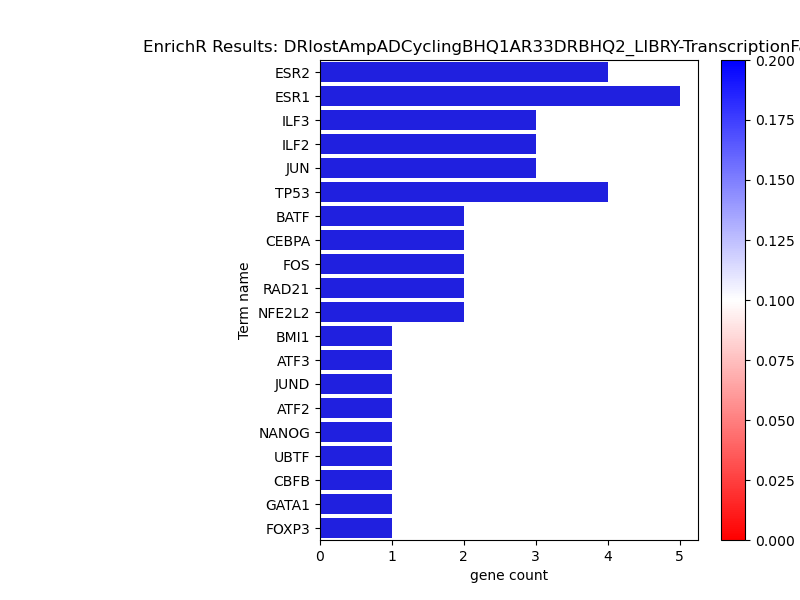 EnrichR Results: DRlostAmpADCyclingBHQ1AR33DRBHQ2_LIBRY-TranscriptionFa
ESR2
ESR1
ILF3
ILF2
JUN
TP53
BATF
CEBPA
FOS
RAD21
NFE2L2
BMI1
ATF3
JUND
ATF2
NANOG
UBTF
CBFB
GATA1
FOXP3
Term name
0 1 2 3 4 5
gene count
0.200
0.175
0.150
0.125
0.100
0.075
0.050
0.025
0.000